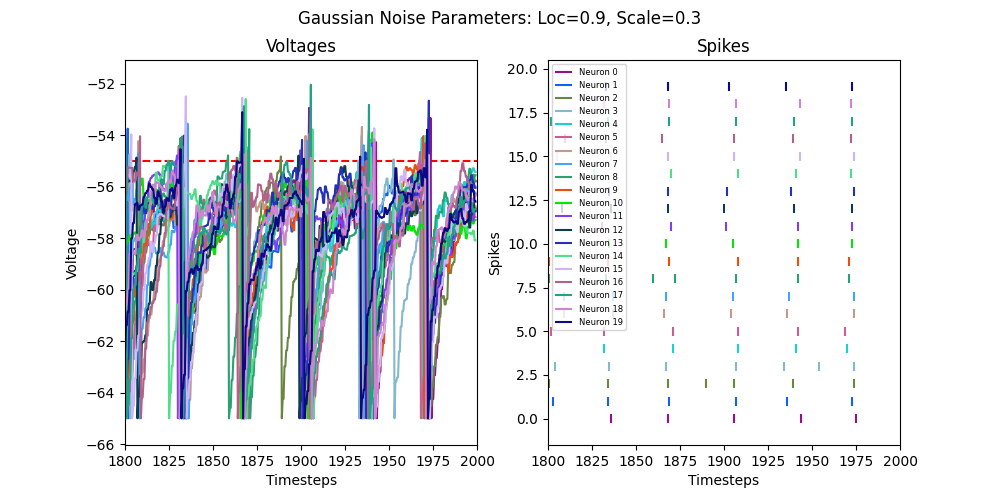 Gaussian Noise Parameters: Loc=0.9, Scale=0.3
Voltages
Spikes
−52
−54
−56
−58
−60
−62
−64
−66
Voltage
1800 1825 1850 1875 1900 1925 1950 1975 2000
Timesteps
20.0
17.5
15.0
12.5
10.0
7.5
5.0
2.5
0.0
Spikes
Neuron 0
Neuron 1
Neuron 2
Neuron 3
Neuron 4
Neuron 5
Neuron 6
Neuron 7
Neuron 8
Neuron 9
Neuron 10
Neuron 11
Neuron 12
Neuron 13
Neuron 14
Neuron 15
Neuron 16
Neuron 17
Neuron 18
Neuron 19
1800 1825 1850 1875 1900 1925 1950 1975 2000
Timesteps